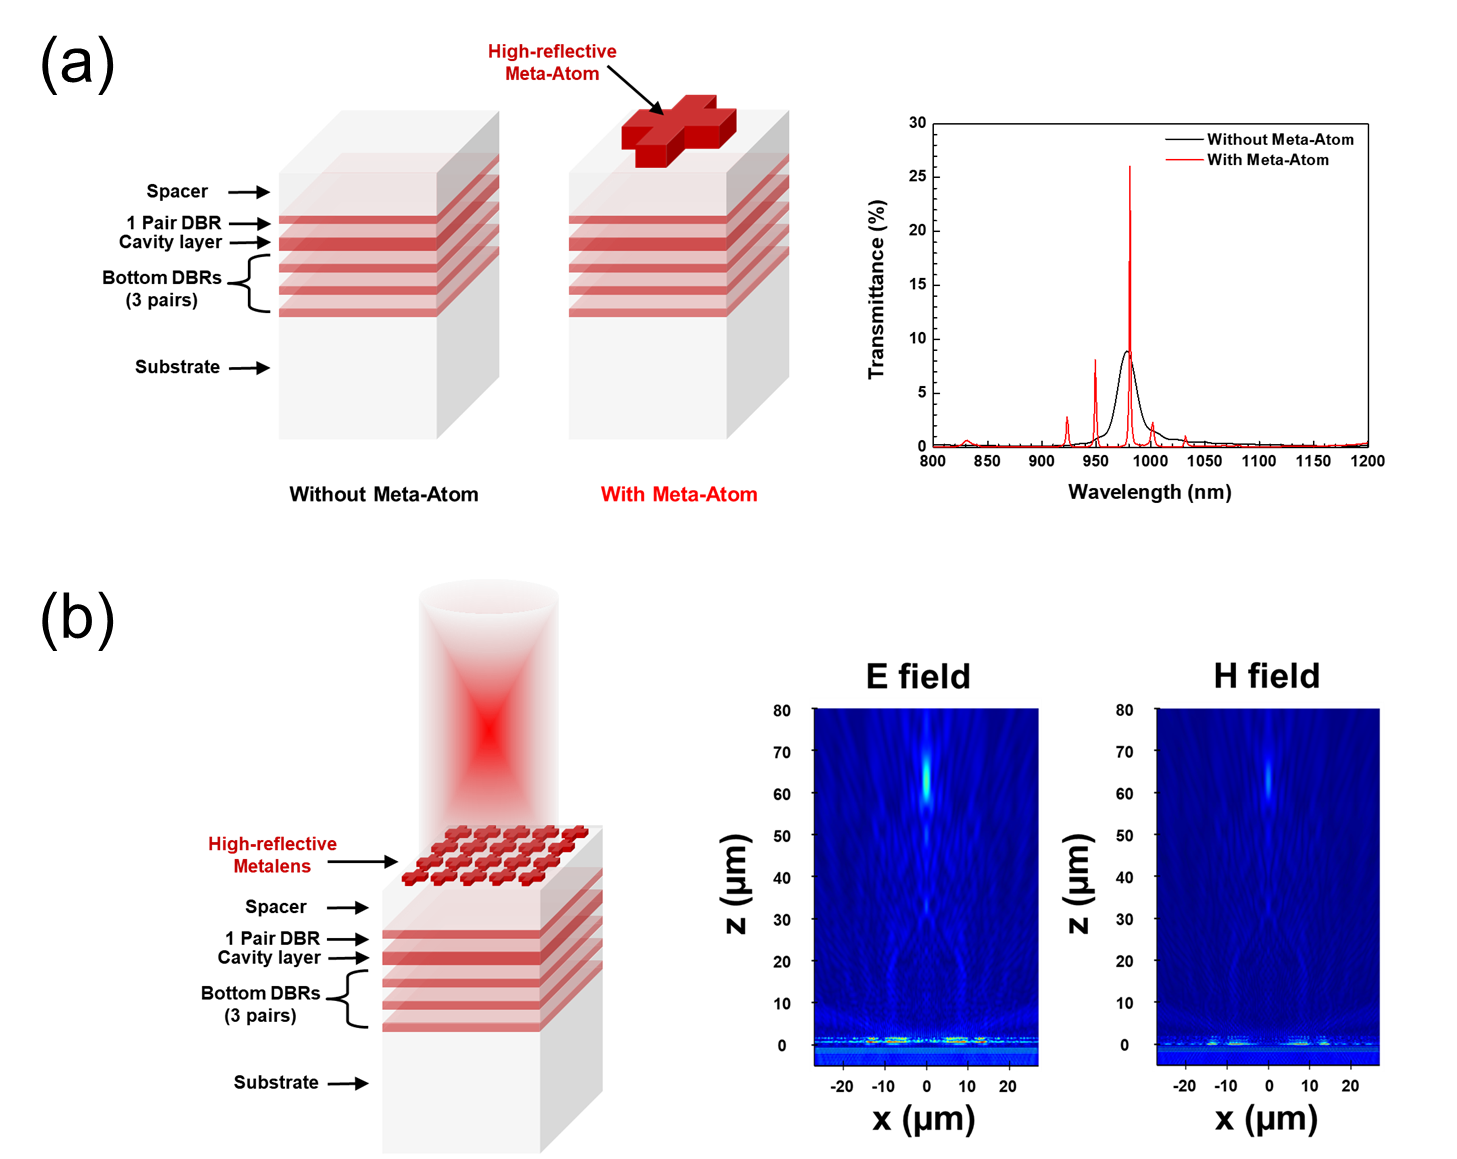 (a)
High-reflective
Meta-Atom
Spacer
1 Pair DBR
Cavity layer
Bottom DBRs
(3 pairs)
Substrate
Without Meta-Atom
With Meta-Atom
30
25
20
15
10
5
0
Transmittance (%)
Without Meta-Atom
With Meta-Atom
800 850 900 950 1000 1050 1100 1150 1200
Wavelength (nm)
(b)
High-reflective
Metalens
Spacer
1 Pair DBR
Cavity layer
Bottom DBRs
(3 pairs)
Substrate
E field
80
70
60
50
40
30
20
10
0
z (µm)
-20 -10 0 10 20
x (µm)
H field
80
70
60
50
40
30
20
10
0
z (µm)
-20 -10 0 10 20
x (µm)